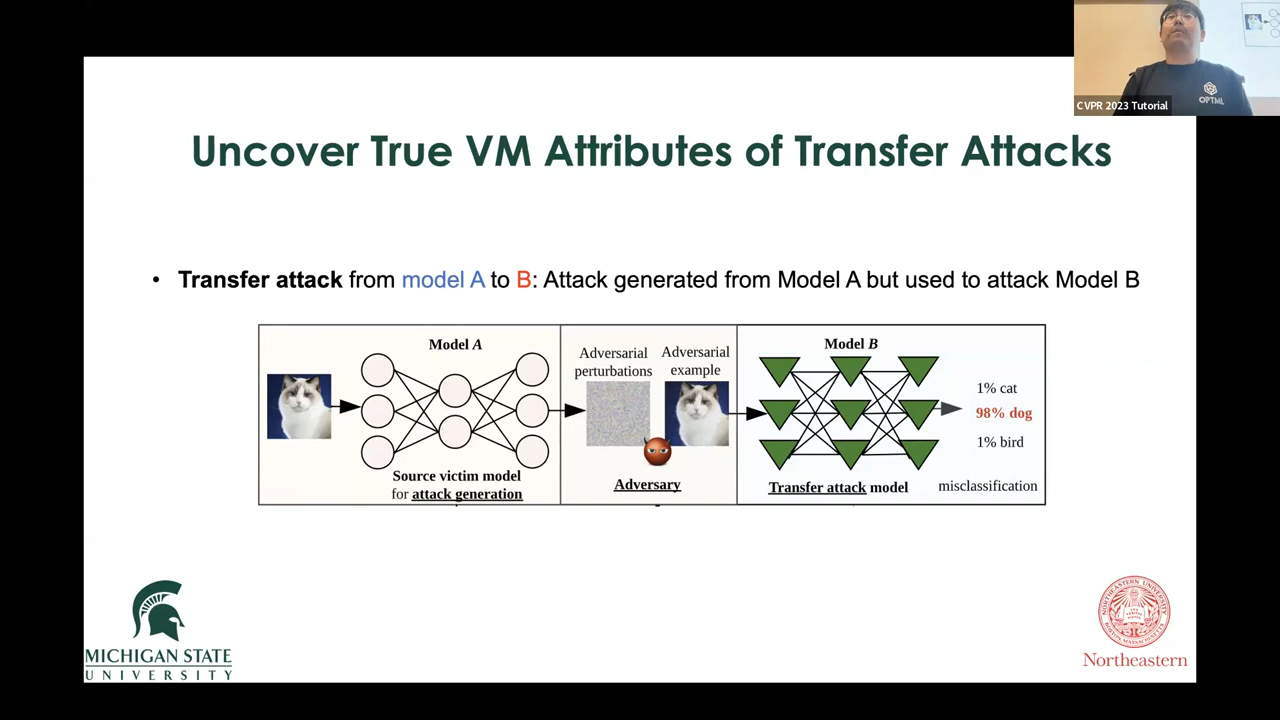 CVPR 2023 Tutorial
OPTML
Uncover True VM Attributes of Transfer Attacks
• Transfer attack from model A to B: Attack generated from Model A but used to attack Model B
Model A
Source victim model
for attack generation
Adversarial
perturbations
Adversarial
example
Adversary
Model B
Transfer attack model
1% cat
98% dog
1% bird
misclassification
MICHIGAN STATE
UNIVERSITY
Northeastern